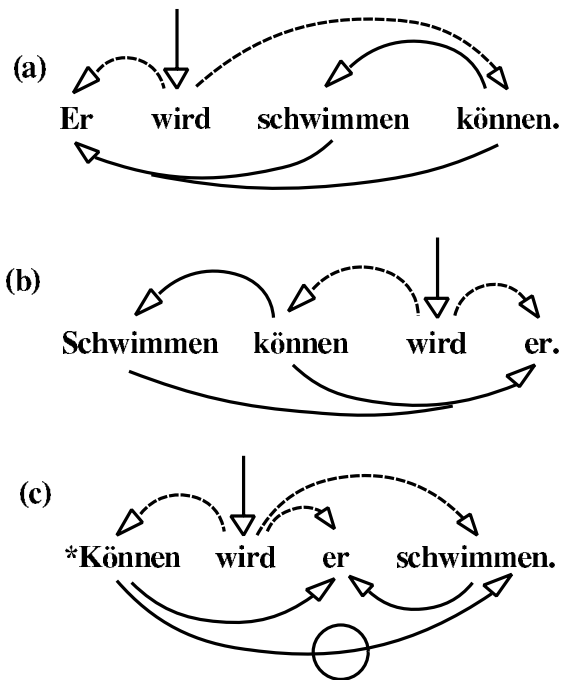 (a)
Er wird schwimmen können.
(b)
Schwimmen können wird er.
(c)
*Können wird er schwimmen.